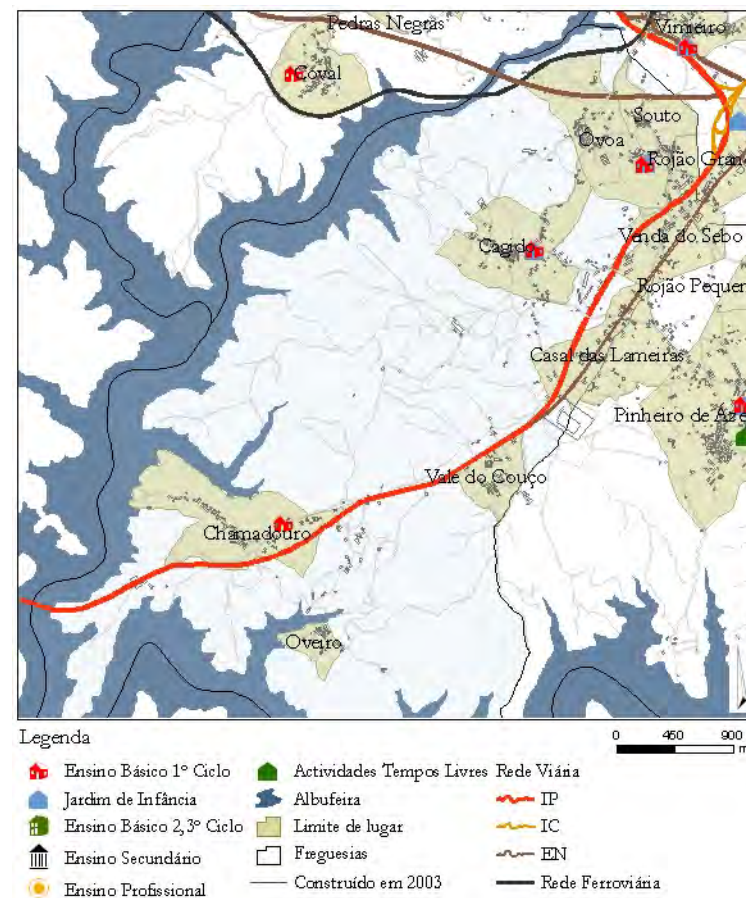 Pedras Negras
Vimieiro
Coval
Souto
Óvoa
Rojão Gran
Cagido
Venda do Sebo
Rojão Pequen
Casal das Lameiras
Pinheiro de Aze
Vale do Couço
Chamadouro
Oveiro
Legenda
0 450 900
m
Ensino Básico 1º Ciclo
Actividades Tempos Livres
Rede Viária
Jardim de Infância
Albufeira
IP
Ensino Básico 2,3º Ciclo
Limite de lugar
IC
Ensino Secundário
Freguesias
EN
Ensino Profissional
Construído em 2003
Rede Ferroviária